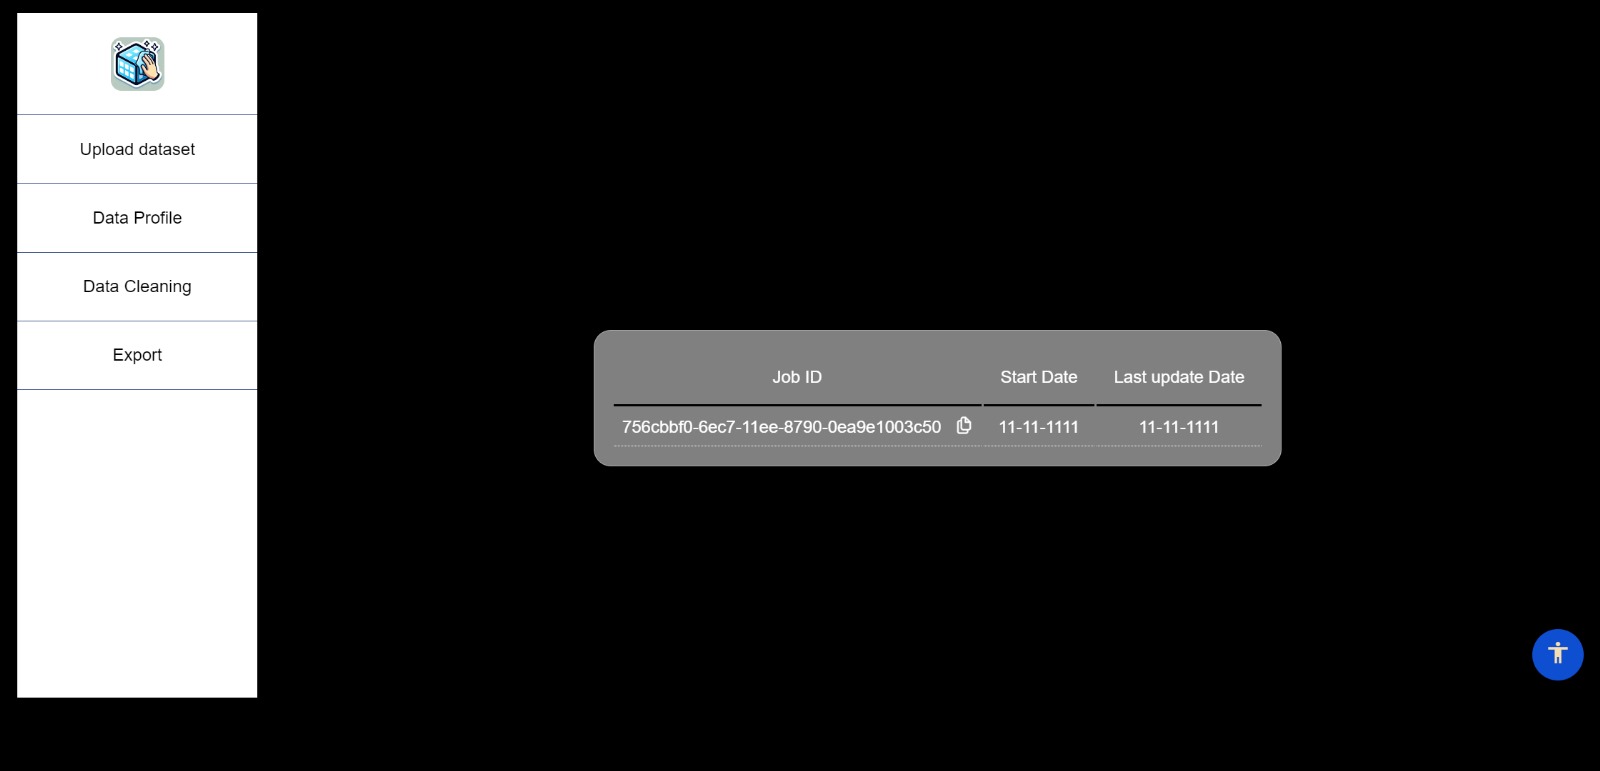 Upload dataset
Data Profile
Data Cleaning
Export
Job ID Start Date Last update Date
756cbbf0-6ec7-11ee-8790-0ea9e1003c50 11-11-1111 11-11-1111